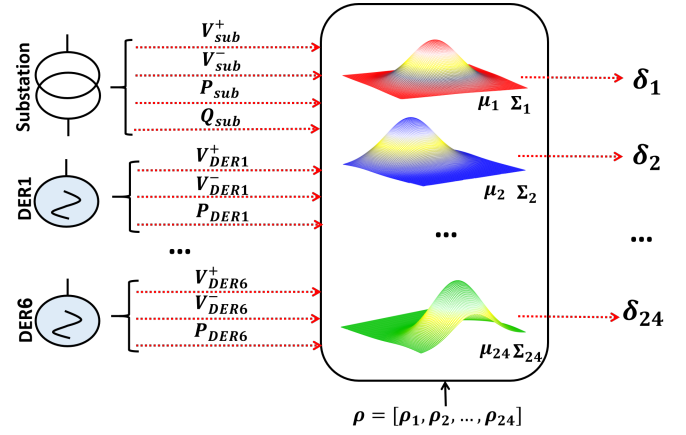 Substation
V⁺sub
V⁻sub
Psub
Qsub
DER1
V⁺DER1
V⁻DER1
PDER1
...
DER6
V⁺DER6
V⁻DER6
PDER6
μ₁ Σ₁
μ₂ Σ₂
...
μ₂₄ Σ₂₄
δ₁
δ₂
...
δ₂₄
ρ = [ρ₁, ρ₂, ..., ρ₂₄]